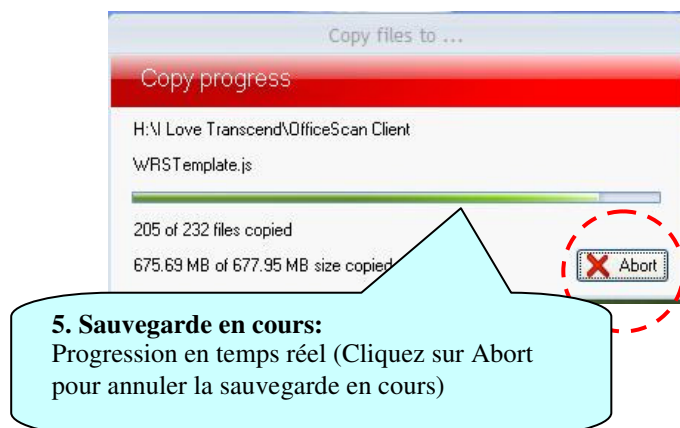 Copy files to ...
Copy progress
H:\I Love Transcend\OfficeScan Client
WRSTemplate.js
205 of 232 files copied
675.69 MB of 677.95 MB size copied
Abort
5. Sauvegarde en cours:
Progression en temps réel (Cliquez sur Abort
pour annuler la sauvegarde en cours)